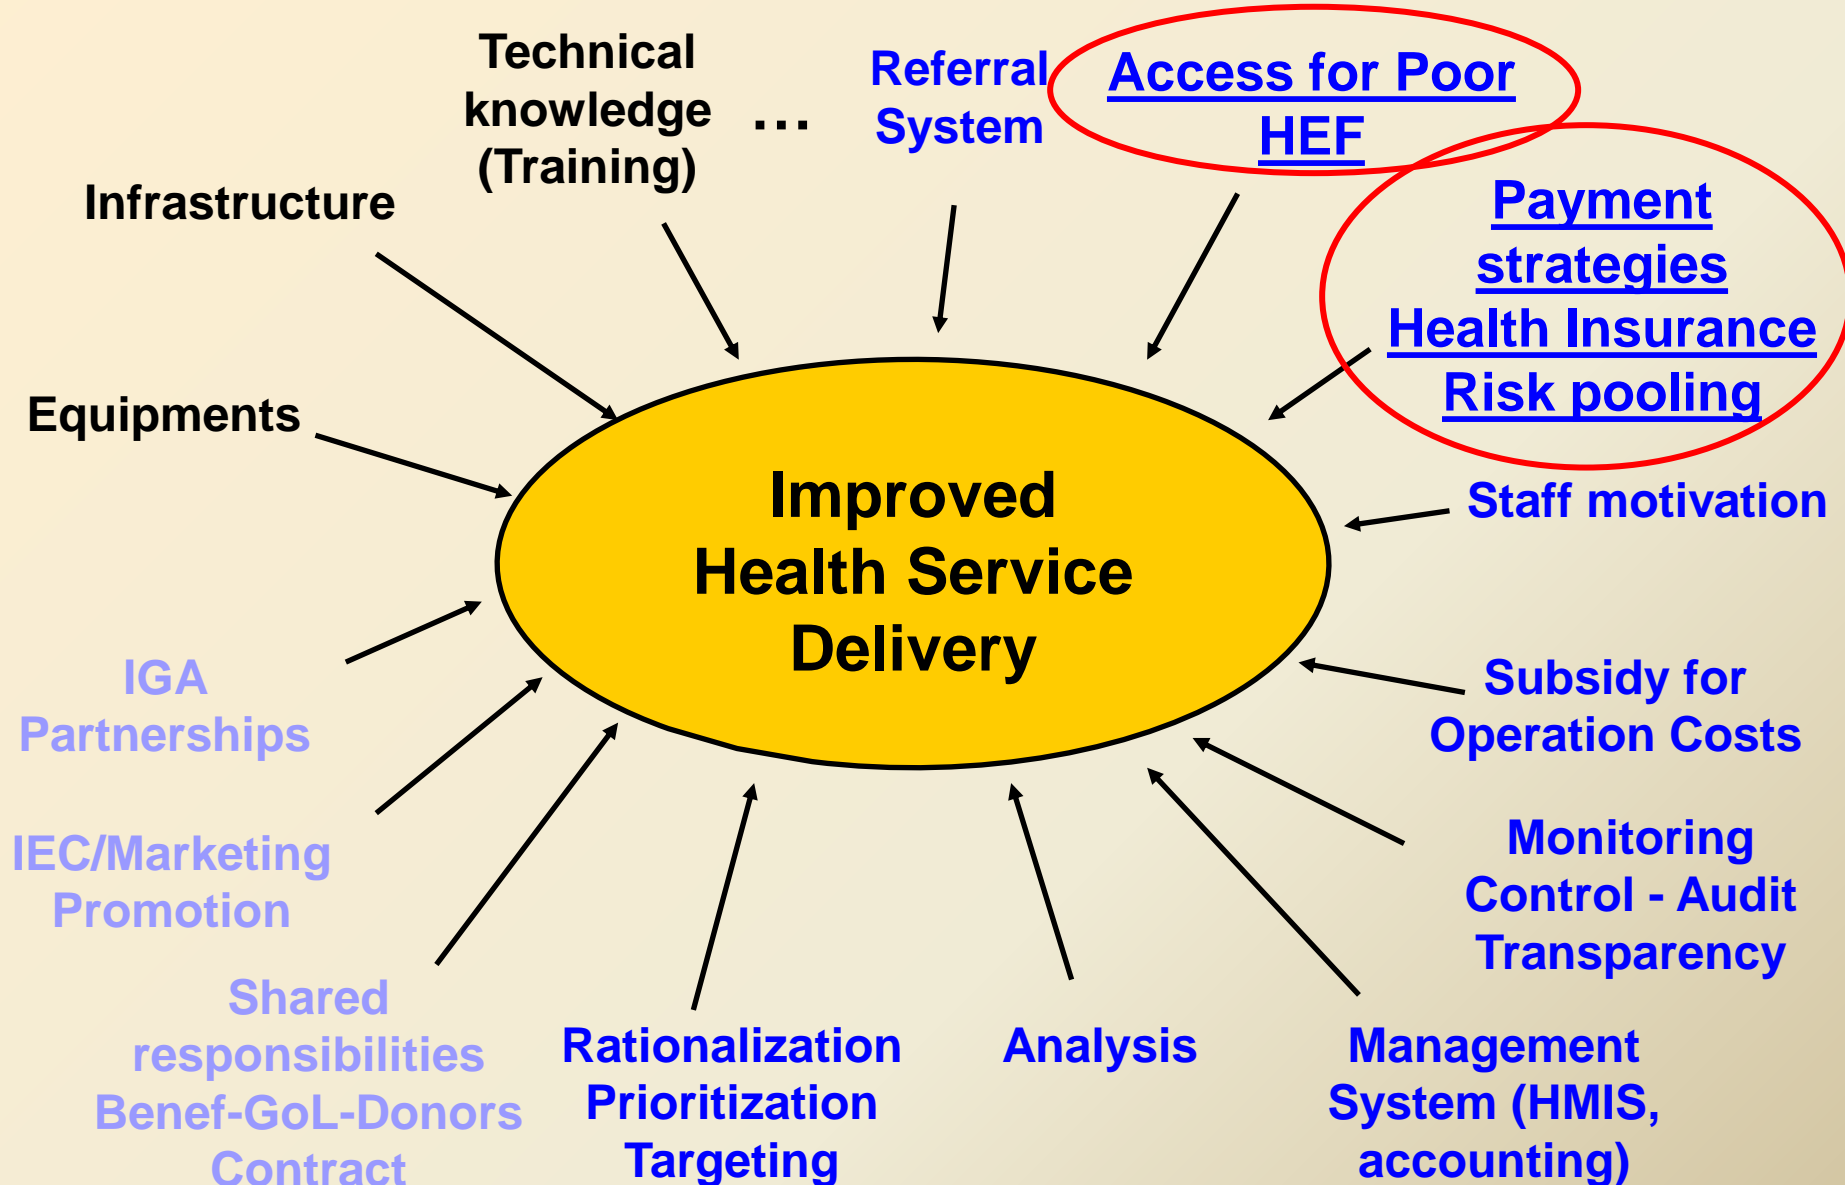 Technical
knowledge
(Training)
…
Referral
System
Access for Poor
HEF
Infrastructure
Payment
strategies
Health Insurance
Risk pooling
Equipments
Improved
Health Service
Delivery
Staff motivation
IGA
Partnerships
Subsidy for
Operation Costs
IEC/Marketing
Promotion
Monitoring
Control - Audit
Transparency
Shared
responsibilities
Benef-GoL-Donors
Contract
Rationalization
Prioritization
Targeting
Analysis
Management
System (HMIS,
accounting)